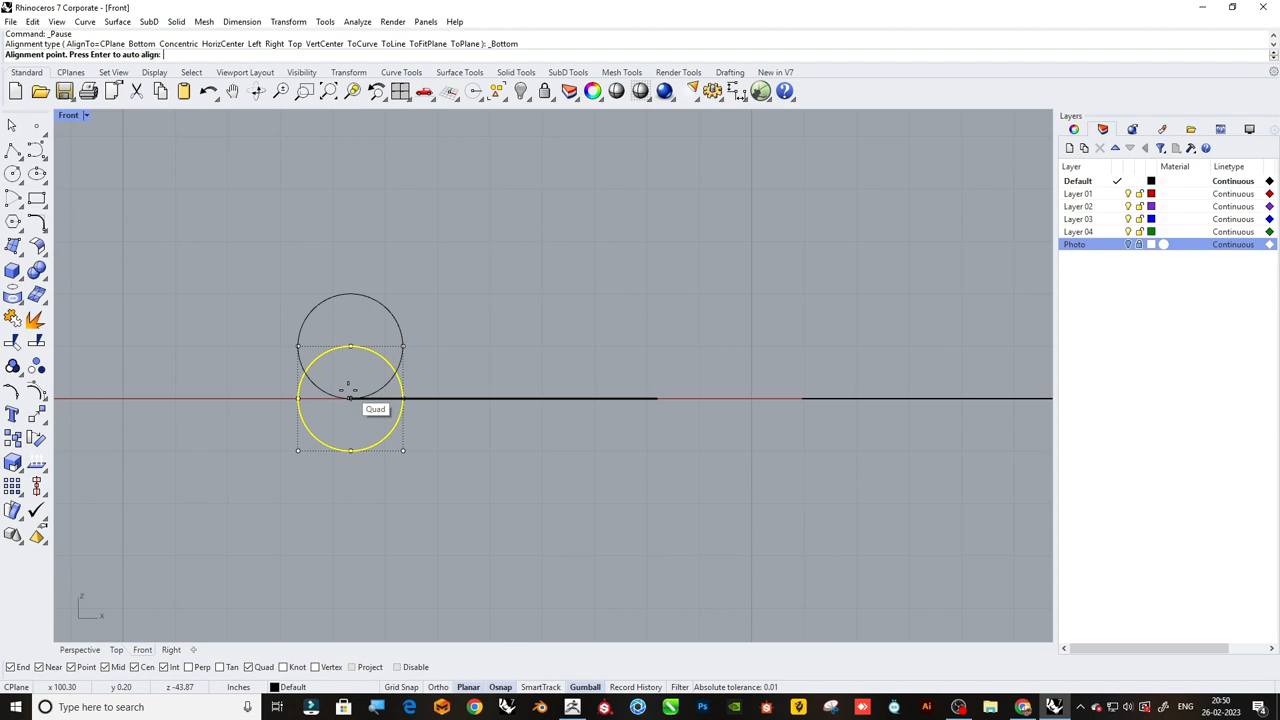 Rhinoceros 7 Corporate - [Front]
File Edit View Curve Surface SubD Solid Mesh Dimension Transform Tools Analyze Render Panels Help
Command: _Pause
Alignment type ( AlignTo=CPlane Bottom Concentric HorizCenter Left Right Top VertCenter ToCurve ToLine ToFitPlane ToPlane ): _Bottom
Alignment point. Press Enter to auto align:
Standard CPlanes Set View Display Select Viewport Layout Visibility Transform Curve Tools Surface Tools Solid Tools SubD Tools Mesh Tools Render Tools Drafting New in V7
Front
Layers
Layer Material Linetype
Default Continuous
Layer 01 Continuous
Layer 02 Continuous
Layer 03 Continuous
Layer 04 Continuous
Photo Continuous
Quad
z
x
Perspective Top Front Right
End Near Point Mid Cen Int Perp Tan Quad Knot Vertex Project Disable
CPlane x 100.30 y 0.20 z -43.87 Inches Default Grid Snap Ortho Planar Osnap SmartTrack Gumball Record History Filter Absolute tolerance: 0.01
Type here to search
Ps
Ai
ENG
20:50
26-02-2023